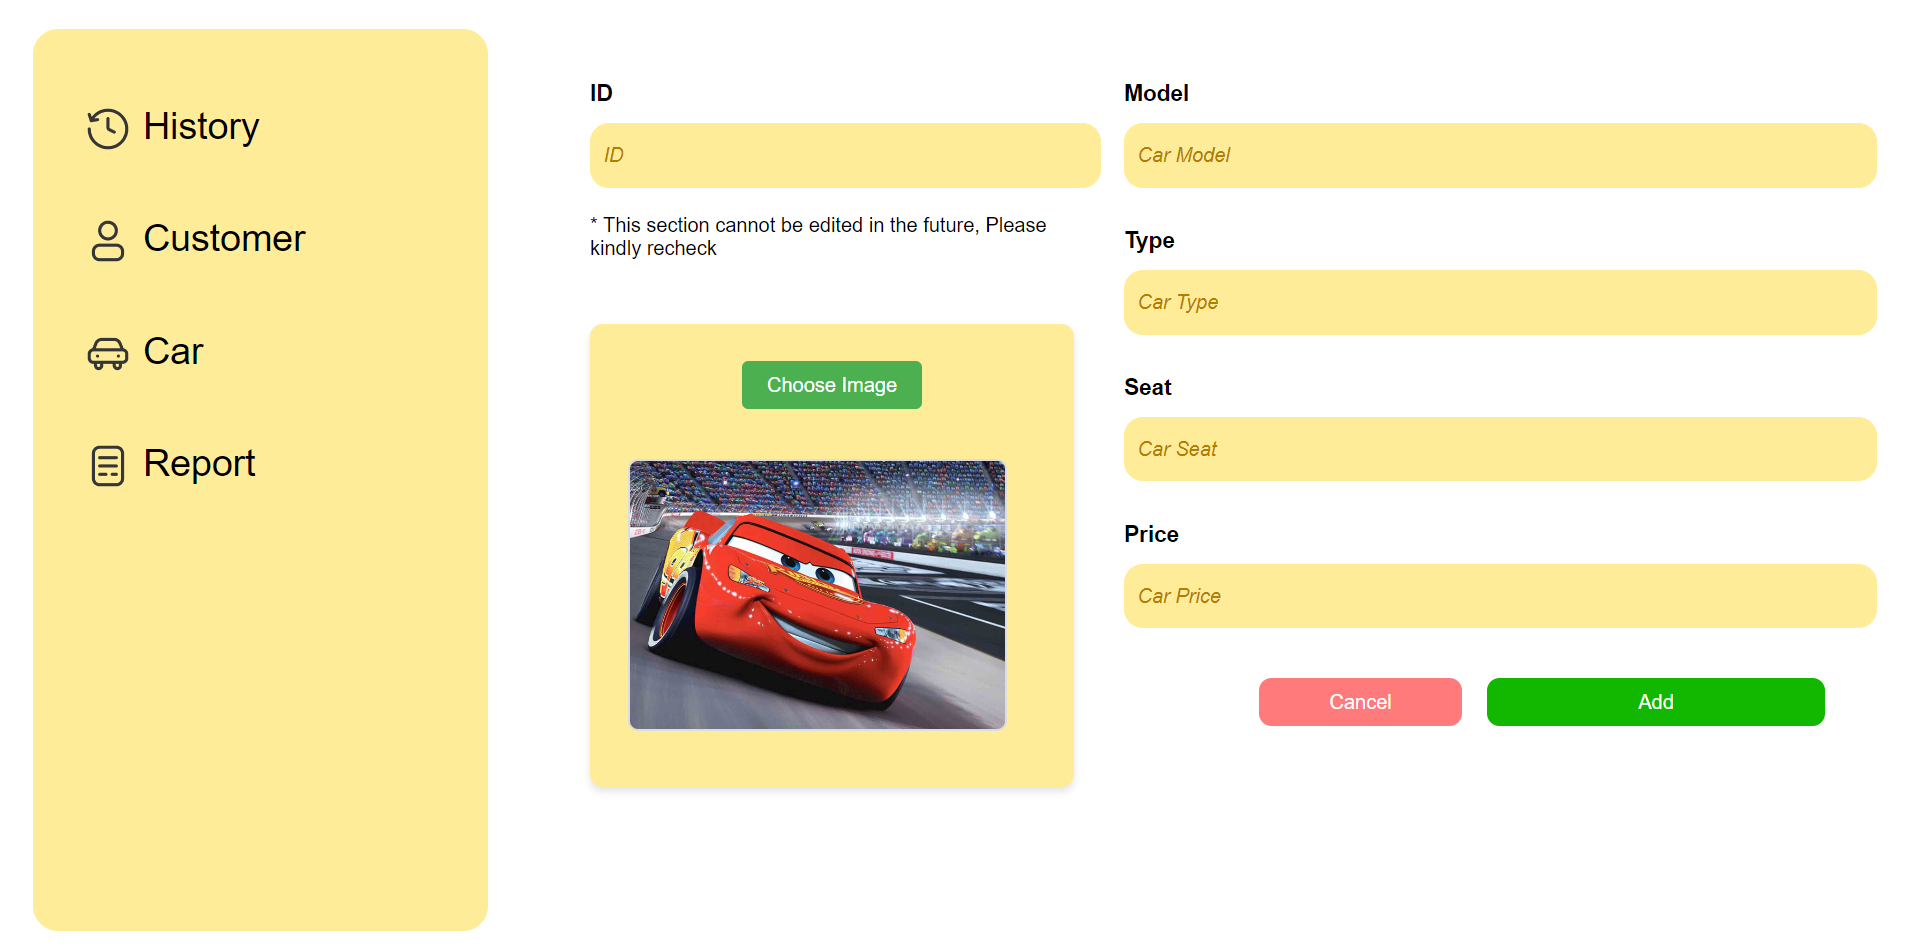 History
Customer
Car
Report
ID
ID
* This section cannot be edited in the future, Please
kindly recheck
Choose Image
Model
Car Model
Type
Car Type
Seat
Car Seat
Price
Car Price
Cancel
Add